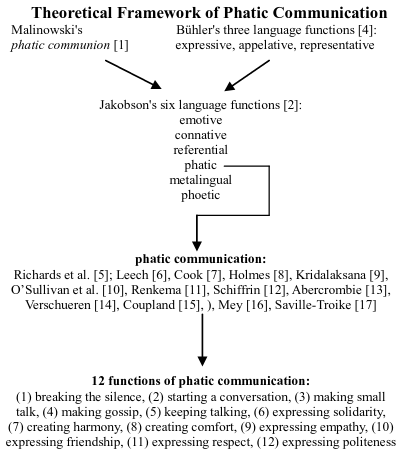 Theoretical Framework of Phatic Communication
Malinowski's
phatic communion [1]
Bühler's three language functions [4]:
expressive, appelative, representative
Jakobson's six language functions [2]:
emotive
connative
referential
phatic
metalingual
phoetic
phatic communication:
Richards et al. [5]; Leech [6], Cook [7], Holmes [8], Kridalaksana [9],
O’Sullivan et al. [10], Renkema [11], Schiffrin [12], Abercrombie [13],
Verschueren [14], Coupland [15], ), Mey [16], Saville-Troike [17]
12 functions of phatic communication:
(1) breaking the silence, (2) starting a conversation, (3) making small
talk, (4) making gossip, (5) keeping talking, (6) expressing solidarity,
(7) creating harmony, (8) creating comfort, (9) expressing empathy, (10)
expressing friendship, (11) expressing respect, (12) expressing politeness